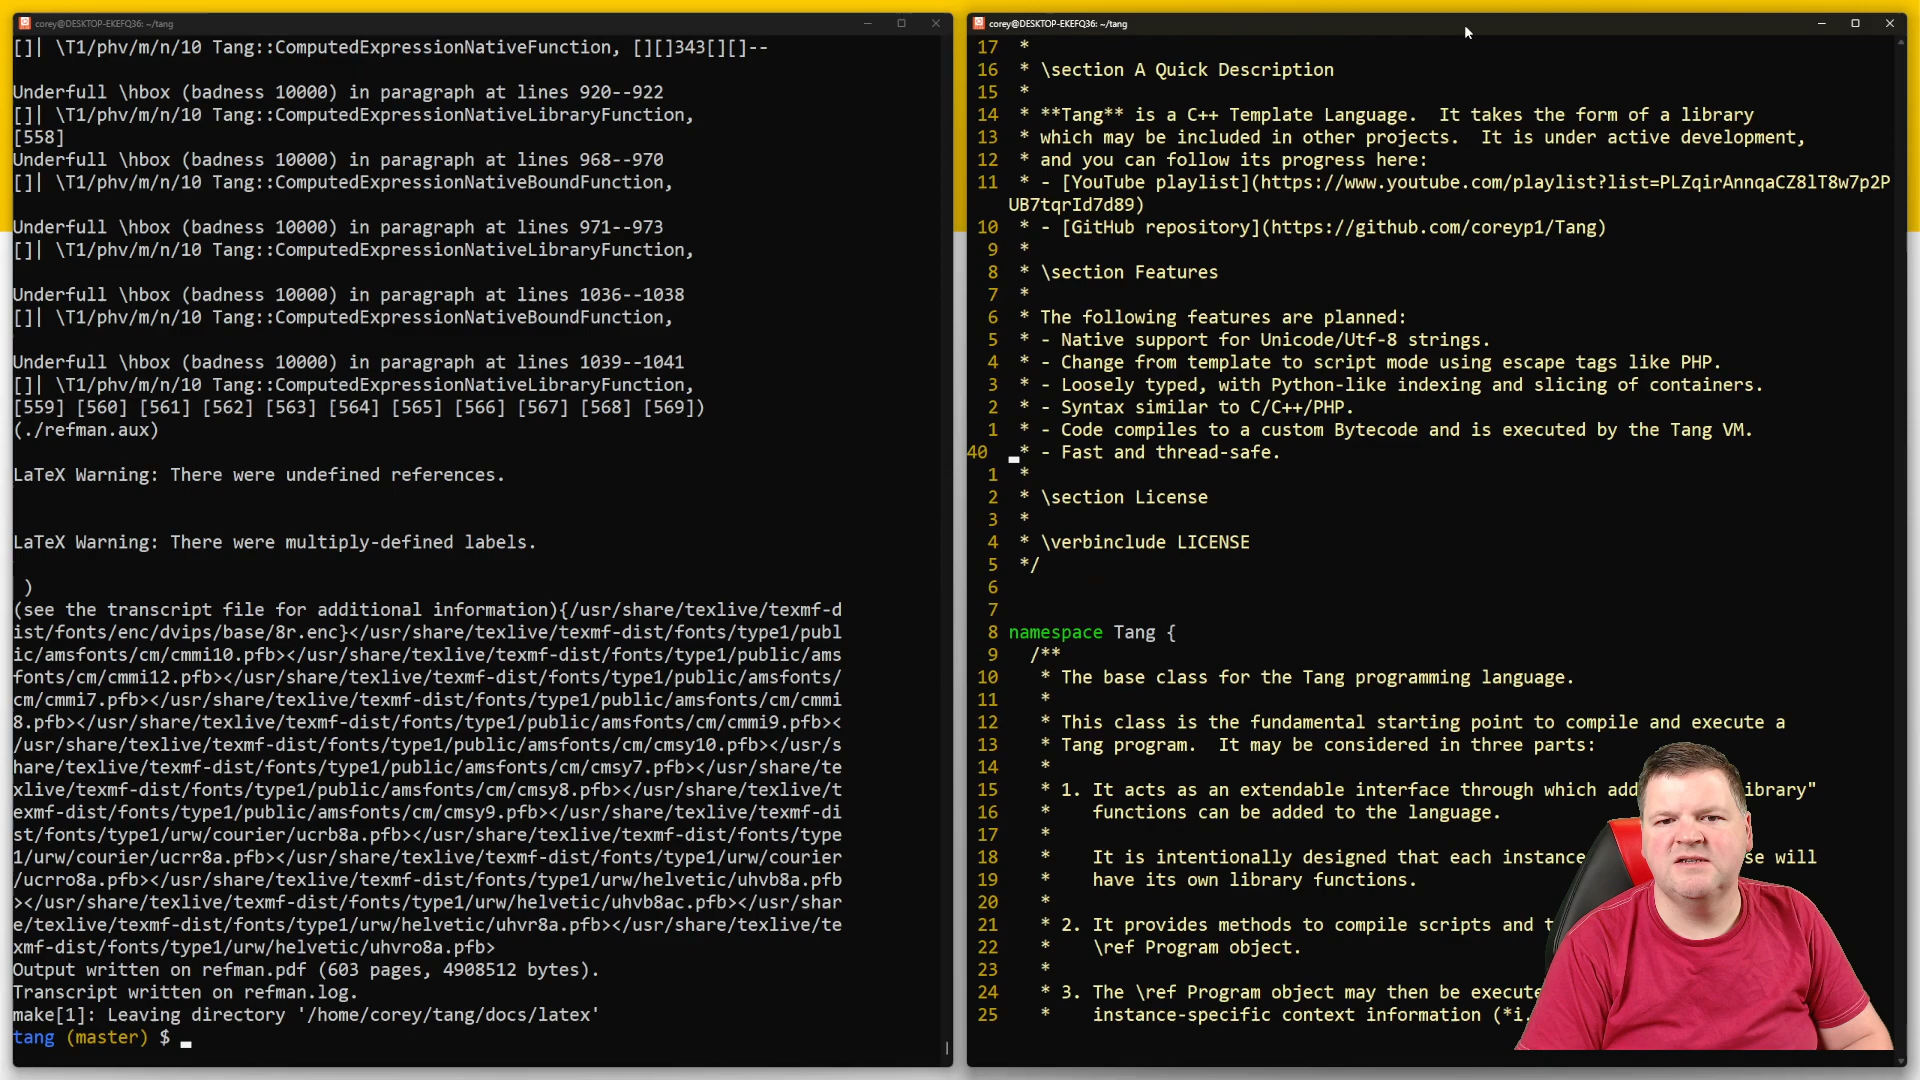 corey@DESKTOP-EKEFQ36: ~/tang
[]| \T1/phv/m/n/10 Tang::ComputedExpressionNativeFunction, [][]343[][]--
Underfull \hbox (badness 10000) in paragraph at lines 920--922
[]| \T1/phv/m/n/10 Tang::ComputedExpressionNativeLibraryFunction,
[558]
Underfull \hbox (badness 10000) in paragraph at lines 968--970
[]| \T1/phv/m/n/10 Tang::ComputedExpressionNativeBoundFunction,
Underfull \hbox (badness 10000) in paragraph at lines 971--973
[]| \T1/phv/m/n/10 Tang::ComputedExpressionNativeLibraryFunction,
Underfull \hbox (badness 10000) in paragraph at lines 1036--1038
[]| \T1/phv/m/n/10 Tang::ComputedExpressionNativeBoundFunction,
Underfull \hbox (badness 10000) in paragraph at lines 1039--1041
[]| \T1/phv/m/n/10 Tang::ComputedExpressionNativeLibraryFunction,
[559] [560] [561] [562] [563] [564] [565] [566] [567] [568] [569])
(./refman.aux)
LaTeX Warning: There were undefined references.
LaTeX Warning: There were multiply-defined labels.
)
(see the transcript file for additional information){/usr/share/texlive/texmf-d
ist/fonts/enc/dvips/base/8r.enc}</usr/share/texlive/texmf-dist/fonts/type1/publ
ic/amsfonts/cm/cmmi10.pfb></usr/share/texlive/texmf-dist/fonts/type1/public/ams
fonts/cm/cmmi12.pfb></usr/share/texlive/texmf-dist/fonts/type1/public/amsfonts/
cm/cmmi7.pfb></usr/share/texlive/texmf-dist/fonts/type1/public/amsfonts/cm/cmmi
8.pfb></usr/share/texlive/texmf-dist/fonts/type1/public/amsfonts/cm/cmmi9.pfb><
/usr/share/texlive/texmf-dist/fonts/type1/public/amsfonts/cm/cmsy10.pfb></usr/s
hare/texlive/texmf-dist/fonts/type1/public/amsfonts/cm/cmsy7.pfb></usr/share/te
xlive/texmf-dist/fonts/type1/public/amsfonts/cm/cmsy8.pfb></usr/share/texlive/t
exmf-dist/fonts/type1/public/amsfonts/cm/cmsy9.pfb></usr/share/texlive/texmf-di
st/fonts/type1/urw/courier/ucrb8a.pfb></usr/share/texlive/texmf-dist/fonts/type
1/urw/courier/ucrr8a.pfb></usr/share/texlive/texmf-dist/fonts/type1/urw/courier
/ucrro8a.pfb></usr/share/texlive/texmf-dist/fonts/type1/urw/helvetic/uhvb8a.pfb
></usr/share/texlive/texmf-dist/fonts/type1/urw/helvetic/uhvb8ac.pfb></usr/shar
e/texlive/texmf-dist/fonts/type1/urw/helvetic/uhvr8a.pfb></usr/share/texlive/te
xmf-dist/fonts/type1/urw/helvetic/uhvro8a.pfb>
Output written on refman.pdf (603 pages, 4908512 bytes).
Transcript written on refman.log.
make[1]: Leaving directory '/home/corey/tang/docs/latex'
tang (master) $
corey@DESKTOP-EKEFQ36: ~/tang
17 *
16 * \section A Quick Description
15 *
14 * **Tang** is a C++ Template Language.  It takes the form of a library
13 * which may be included in other projects.  It is under active development,
12 * and you can follow its progress here:
11 * - [YouTube playlist](https://www.youtube.com/playlist?list=PLZqirAnnqaCZ8lT8w7p2P
UB7tqrId7d89)
10 * - [GitHub repository](https://github.com/coreyp1/Tang)
9 *
8 * \section Features
7 *
6 * The following features are planned:
5 * - Native support for Unicode/Utf-8 strings.
4 * - Change from template to script mode using escape tags like PHP.
3 * - Loosely typed, with Python-like indexing and slicing of containers.
2 * - Syntax similar to C/C++/PHP.
1 * - Code compiles to a custom Bytecode and is executed by the Tang VM.
40 * - Fast and thread-safe.
1 *
2 * \section License
3 *
4 * \verbinclude LICENSE
5 */
6
7
8 namespace Tang {
9 /**
10 * The base class for the Tang programming language.
11 *
12 * This class is the fundamental starting point to compile and execute a
13 * Tang program.  It may be considered in three parts:
14 *
15 * 1. It acts as an extendable interface through which add ibrary"
16 * functions can be added to the language.
17 *
18 * It is intentionally designed that each instance se will
19 * have its own library functions.
20 *
21 * 2. It provides methods to compile scripts and t
22 * \ref Program object.
23 *
24 * 3. The \ref Program object may then be execute
25 * instance-specific context information (*i.